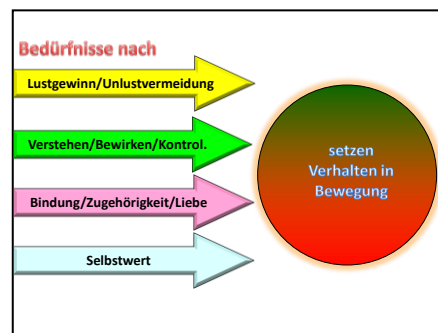 Bedürfnisse nach
Lustgewinn/Unlustvermeidung
Verstehen/Bewirken/Kontrol.
Bindung/Zugehörigkeit/Liebe
Selbstwert
setzen
Verhalten in
Bewegung